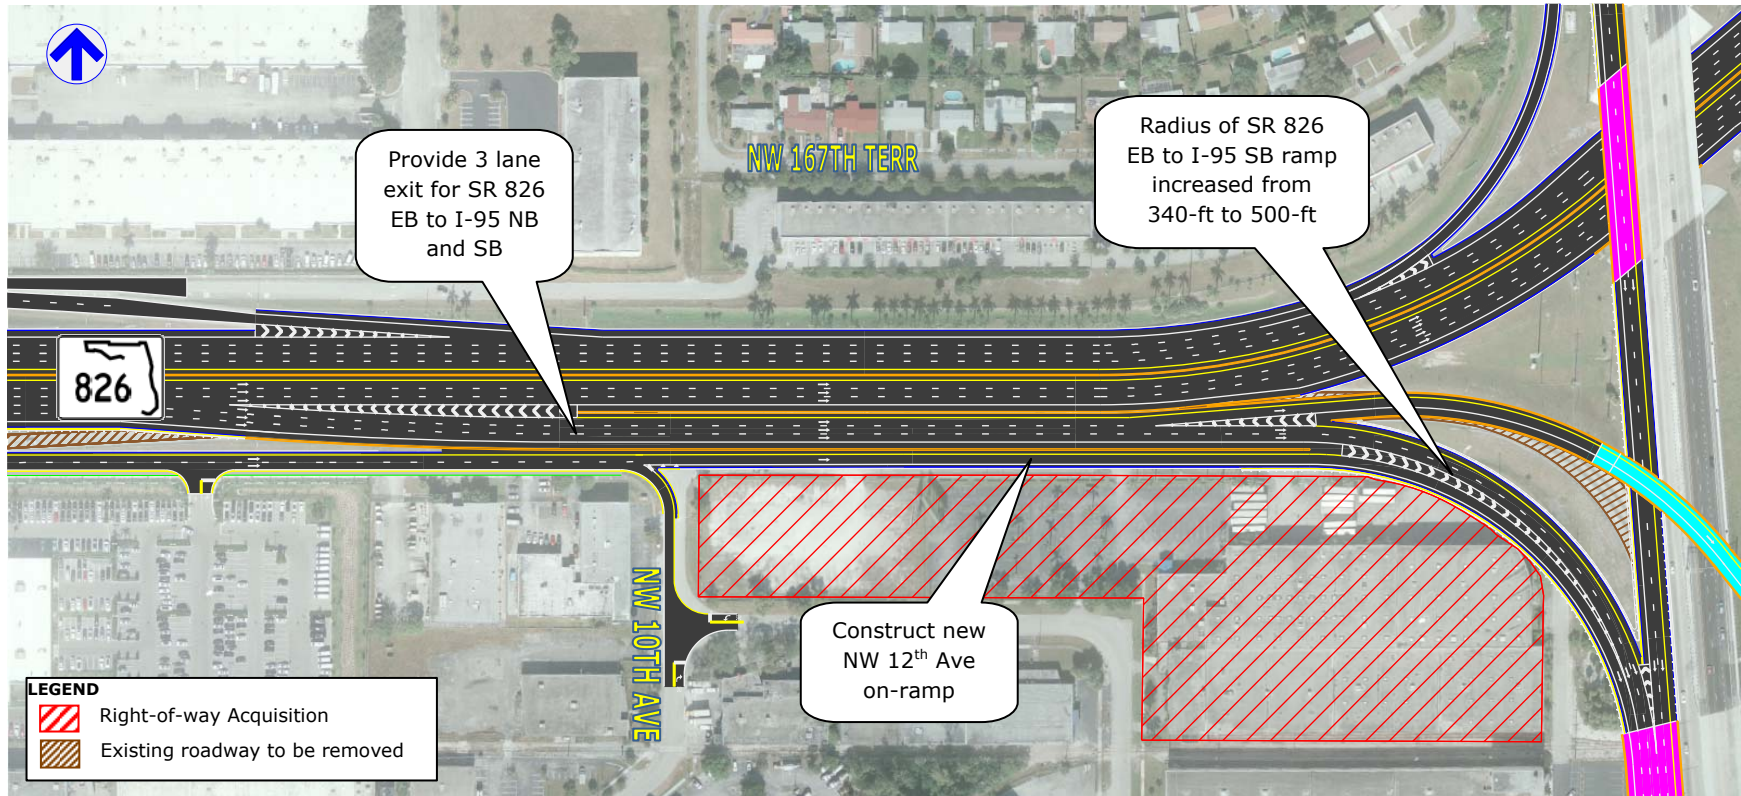 NW 167TH TERR
Provide 3 lane
exit for SR 826
EB to I-95 NB
and SB
Radius of SR 826
EB to I-95 SB ramp
increased from
340-ft to 500-ft
826
NW 10TH AVE
Construct new
NW 12th Ave
on-ramp
LEGEND
Right-of-way Acquisition
Existing roadway to be removed